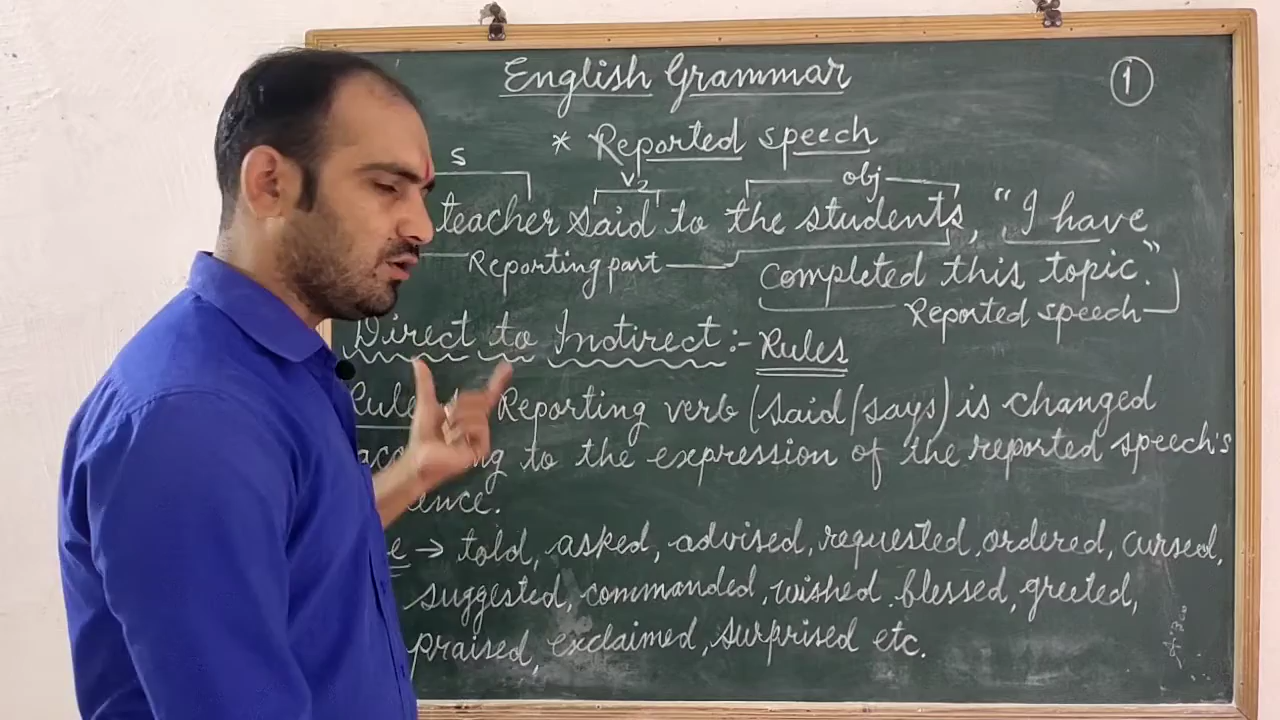 English Grammar
1
* Reported speech
S
V2
obj
teacher said to the students, "I have
Reporting part
completed this topic."
Reported speech
Direct to Indirect :- Rules
Rule Reporting verb (said/says) is changed
to the expression of the reported speech's
→ told, asked, advised, requested, ordered, cursed,
suggested, commanded, wished, blessed, greeted,
praised, exclaimed, surprised etc.